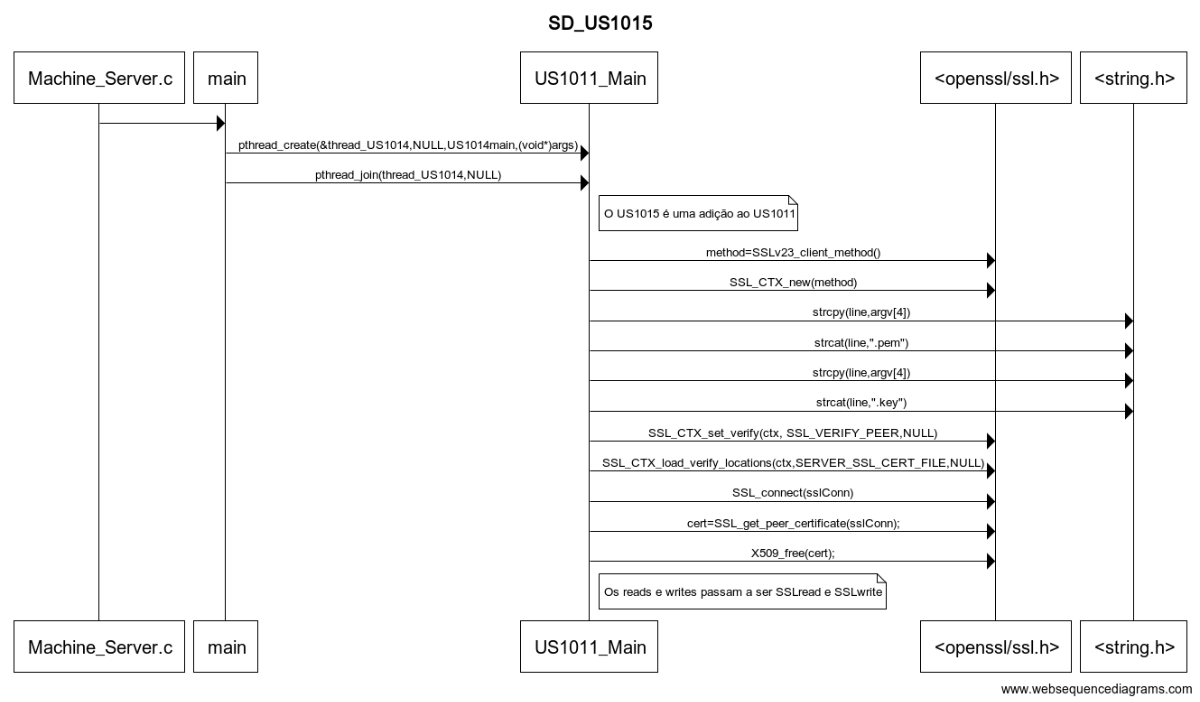 SD_US1015
Machine_Server.c
main
US1011_Main
<openssl/ssl.h>
<string.h>
pthread_create(&thread_US1014,NULL,US1014main,(void*)args)
pthread_join(thread_US1014,NULL)
O US1015 é uma adição ao US1011
method=SSLv23_client_method()
SSL_CTX_new(method)
strcpy(line,argv[4])
strcat(line,".pem")
strcpy(line,argv[4])
strcat(line,".key")
SSL_CTX_set_verify(ctx, SSL_VERIFY_PEER,NULL)
SSL_CTX_load_verify_locations(ctx,SERVER_SSL_CERT_FILE,NULL)
SSL_connect(sslConn)
cert=SSL_get_peer_certificate(sslConn);
X509_free(cert);
Os reads e writes passam a ser SSLread e SSLwrite
Machine_Server.c
main
US1011_Main
<openssl/ssl.h>
<string.h>
www.websequencediagrams.com